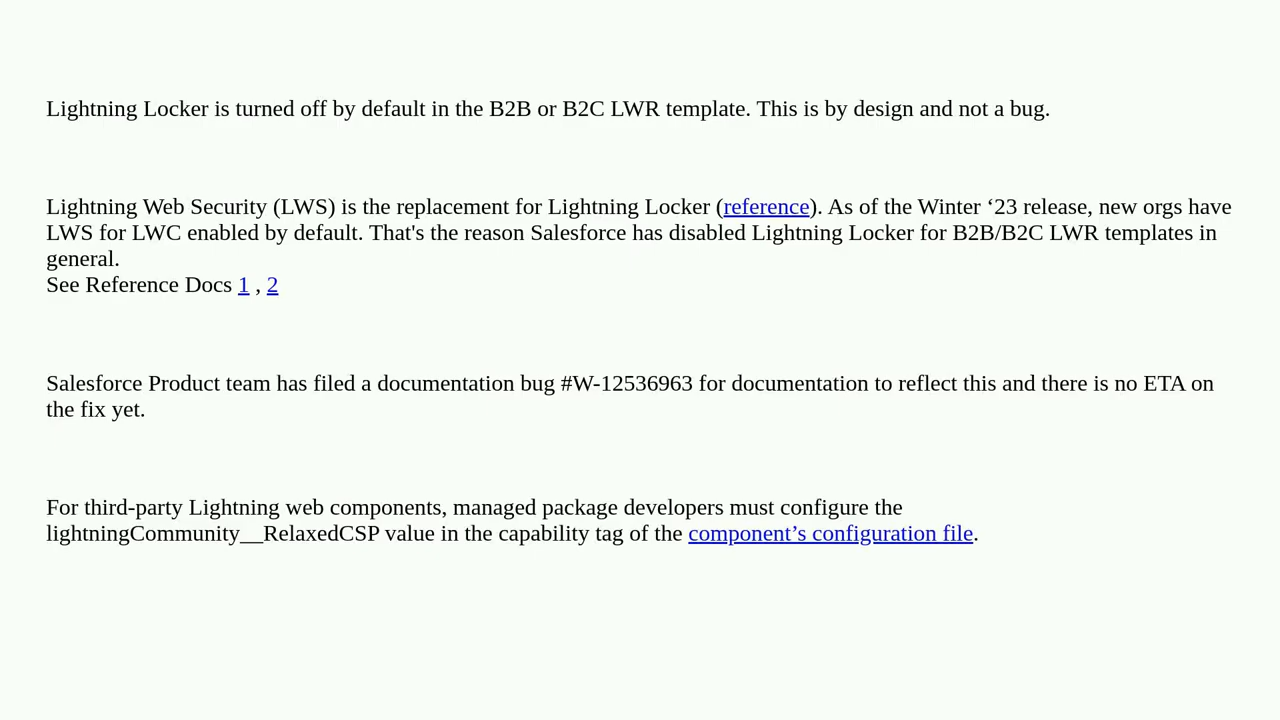 Lightning Locker is turned off by default in the B2B or B2C LWR template. This is by design and not a bug.
Lightning Web Security (LWS) is the replacement for Lightning Locker (reference). As of the Winter ‘23 release, new orgs have
LWS for LWC enabled by default. That's the reason Salesforce has disabled Lightning Locker for B2B/B2C LWR templates in
general.
See Reference Docs 1 , 2
Salesforce Product team has filed a documentation bug #W-12536963 for documentation to reflect this and there is no ETA on
the fix yet.
For third-party Lightning web components, managed package developers must configure the
lightningCommunity__RelaxedCSP value in the capability tag of the component’s configuration file.